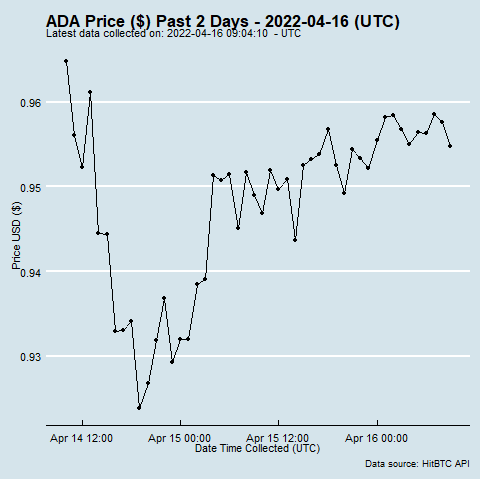 ADA Price ($) Past 2 Days - 2022-04-16 (UTC)
Latest data collected on: 2022-04-16 09:04:10 - UTC
Price USD ($)
0.96
0.95
0.94
0.93
Apr 14 12:00 Apr 15 00:00 Apr 15 12:00 Apr 16 00:00
Date Time Collected (UTC)
Data source: HitBTC API